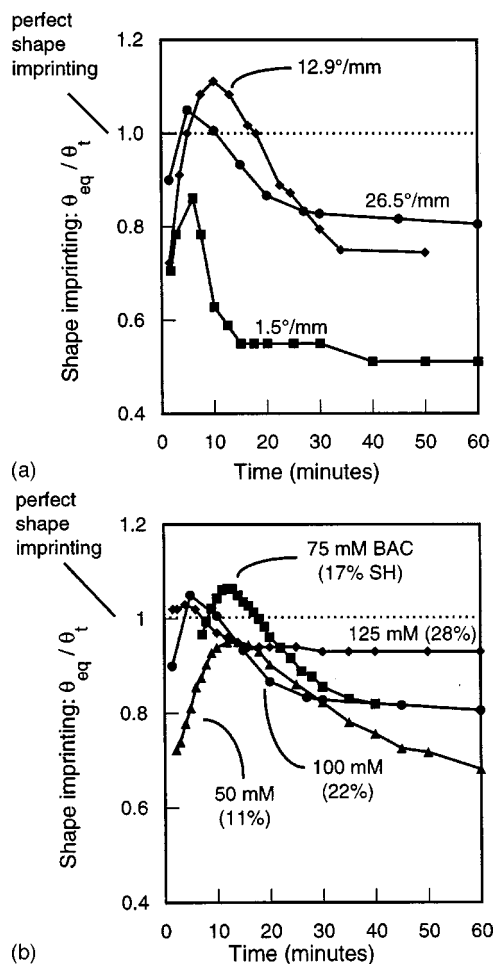 perfect
shape
imprinting
1.2
1.0
0.8
0.6
0.4
Shape imprinting: θeq / θt
12.9°/mm
26.5°/mm
1.5°/mm
0 10 20 30 40 50 60
Time (minutes)
(a)
perfect
shape
imprinting
1.2
1
0.8
0.6
0.4
Shape imprinting: θeq / θt
75 mM BAC
(17% SH)
125 mM (28%)
100 mM
(22%)
50 mM
(11%)
0 10 20 30 40 50 60
Time (minutes)
(b)